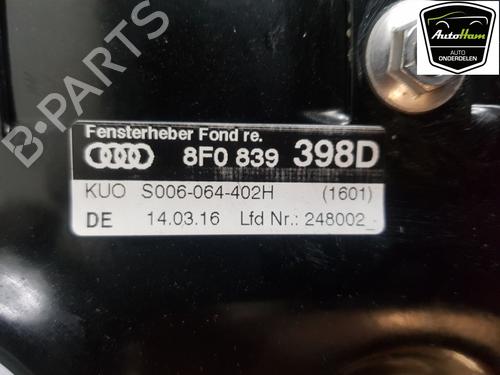 AutoHam
AUTO
ONDERDELEN
B-PARTS
Fensterheber Fond re.
8F0 839 398D
KUO S006-064-402H (1601)
DE 14.03.16 Lfd Nr.: 248002_